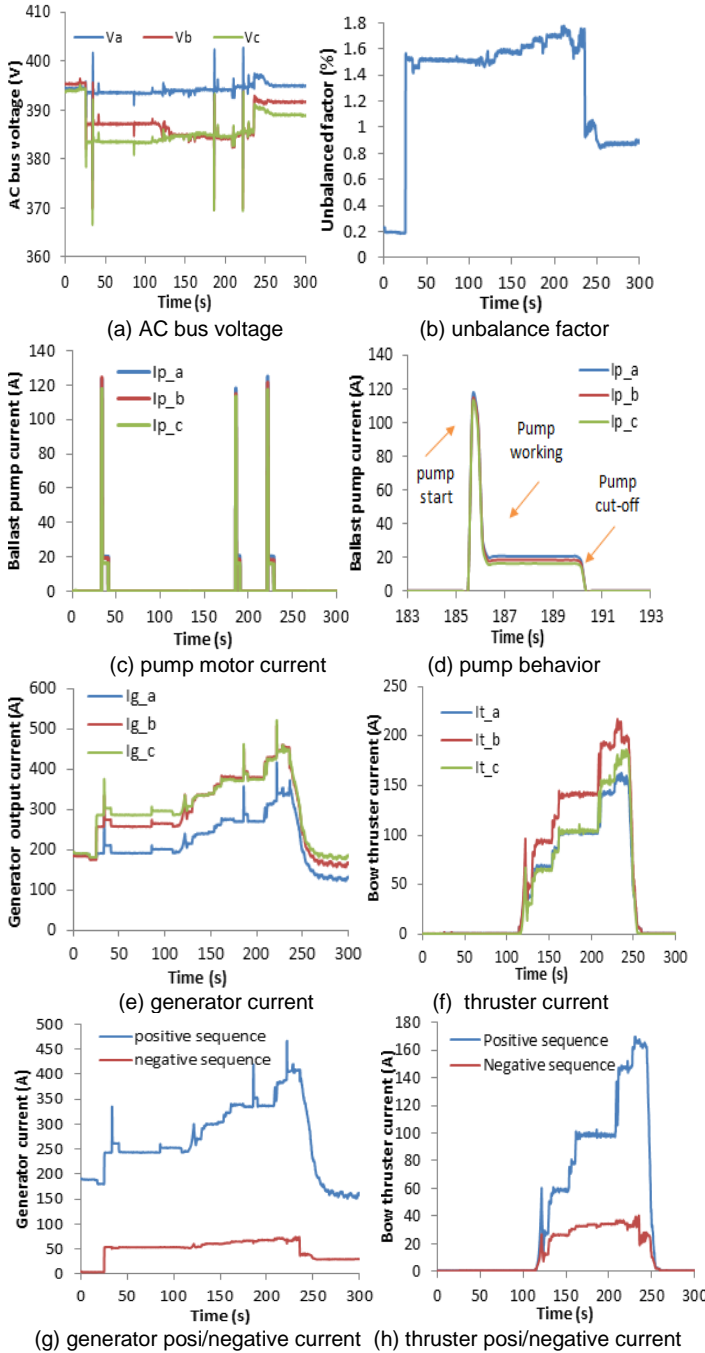 AC bus voltage (V)
410
400
390
380
370
360
Va Vb Vc
0 50 100 150 200 250 300
Time (s)
(a) AC bus voltage
Unbalanced factor (%)
1.8
1.6
1.4
1.2
1
0.8
0.6
0.4
0.2
0
0 50 100 150 200 250 300
Time (s)
(b) unbalance factor
Ballast pump current (A)
140
120
100
80
60
40
20
0
Ip_a
Ip_b
Ip_c
0 50 100 150 200 250 300
Time (s)
(c) pump motor current
Ballast pump current (A)
140
120
100
80
60
40
20
0
Ip_a
Ip_b
Ip_c
pump
start
Pump
working
Pump
cut-off
183 185 187 189 191 193
Time (s)
(d) pump behavior
Generator output current (A)
600
500
400
300
200
100
0
Ig_a
Ig_b
Ig_c
0 50 100 150 200 250 300
Time (s)
(e) generator current
Bow thruster current (A)
250
200
150
100
50
0
It_a
It_b
It_c
0 50 100 150 200 250 300
Time (s)
(f) thruster current
Generator current (A)
500
450
400
350
300
250
200
150
100
50
0
positive sequence
negative sequence
0 50 100 150 200 250 300
Time (s)
(g) generator posi/negative current
Bow thruster current (A)
180
160
140
120
100
80
60
40
20
0
Positive sequence
Negative sequence
0 50 100 150 200 250 300
Time (s)
(h) thruster posi/negative current